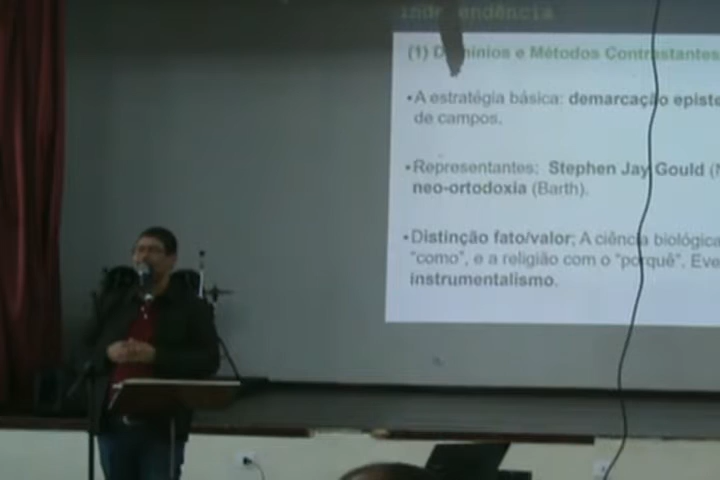 independência
(1) Domínios e Métodos Contrastantes
•A estratégia básica: demarcação episte
de campos.
•Representantes: Stephen Jay Gould (
neo-ortodoxia (Barth).
•Distinção fato/valor; A ciência biológica
"como", e a religião com o "porquê". Eve
instrumentalismo.